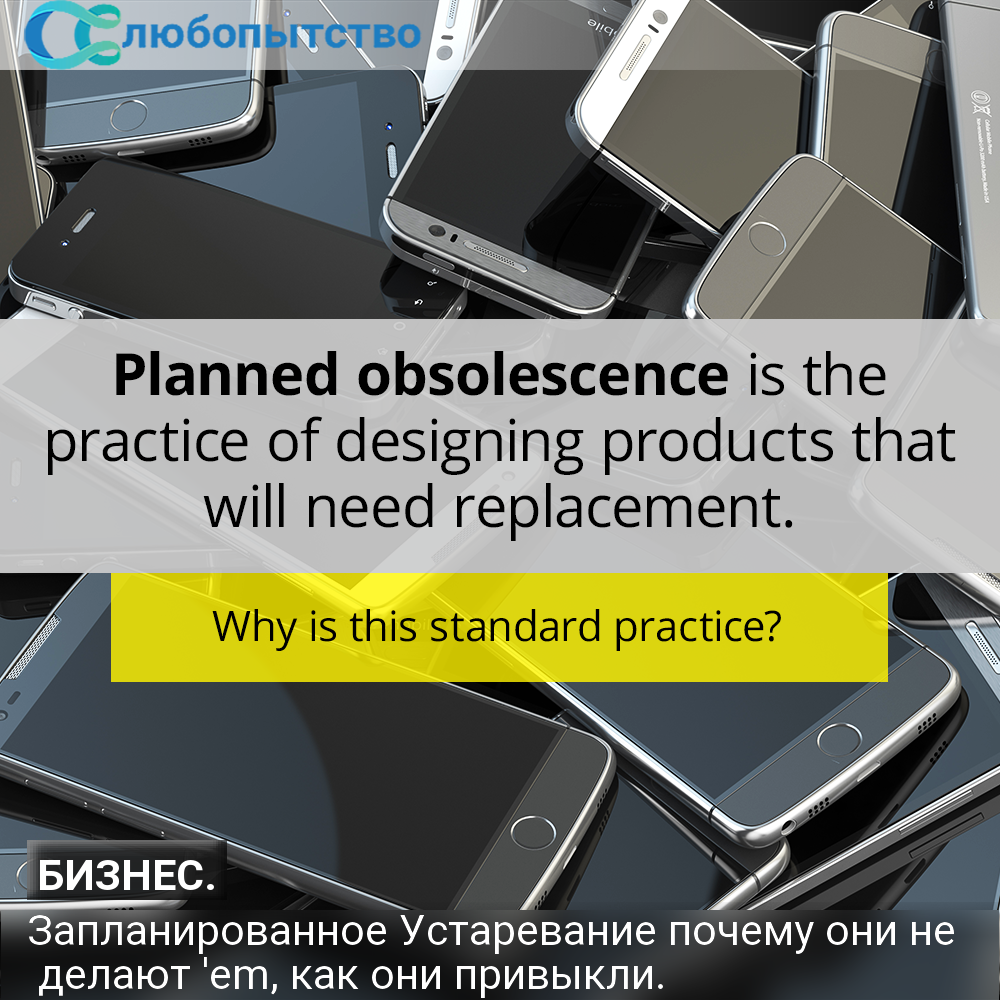 любопытство
Planned obsolescence is the
practice of designing products that
will need replacement.
Why is this standard practice?
БИЗНЕС.
Запланированное Устаревание почему они не
делают 'em, как они привыкли.